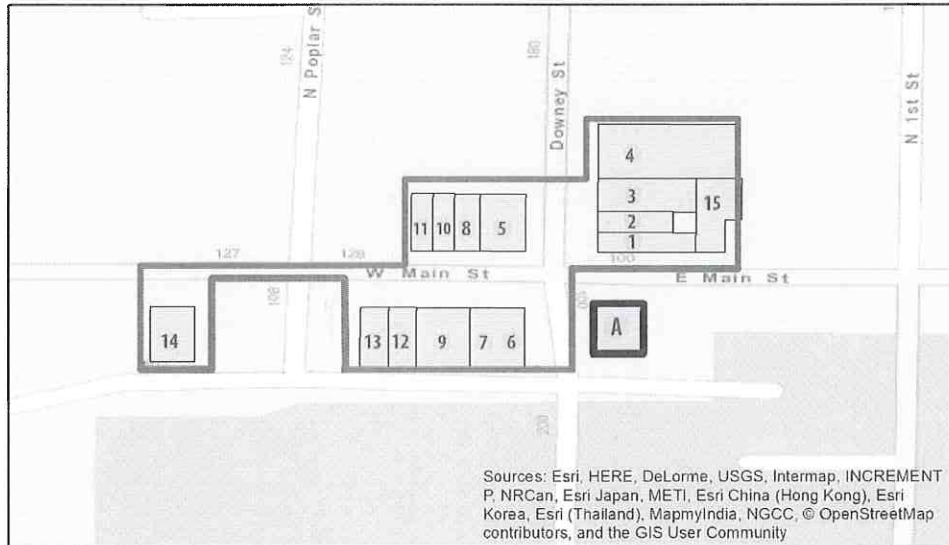 N Poplar S
124
180
Downey St
N 1st St
4
3
2
1
15
11
10
8
5
127
128
W Main St
100
E Main St
108
100
A
14
13
12
9
7
6
200
Sources: Esri, HERE, DeLorme, USGS, Intermap, INCREMENT
P, NRCan, Esri Japan, METI, Esri China (Hong Kong), Esri
Korea, Esri (Thailand), MapmyIndia, NGCC, © OpenStreetMap
contributors, and the GIS User Community